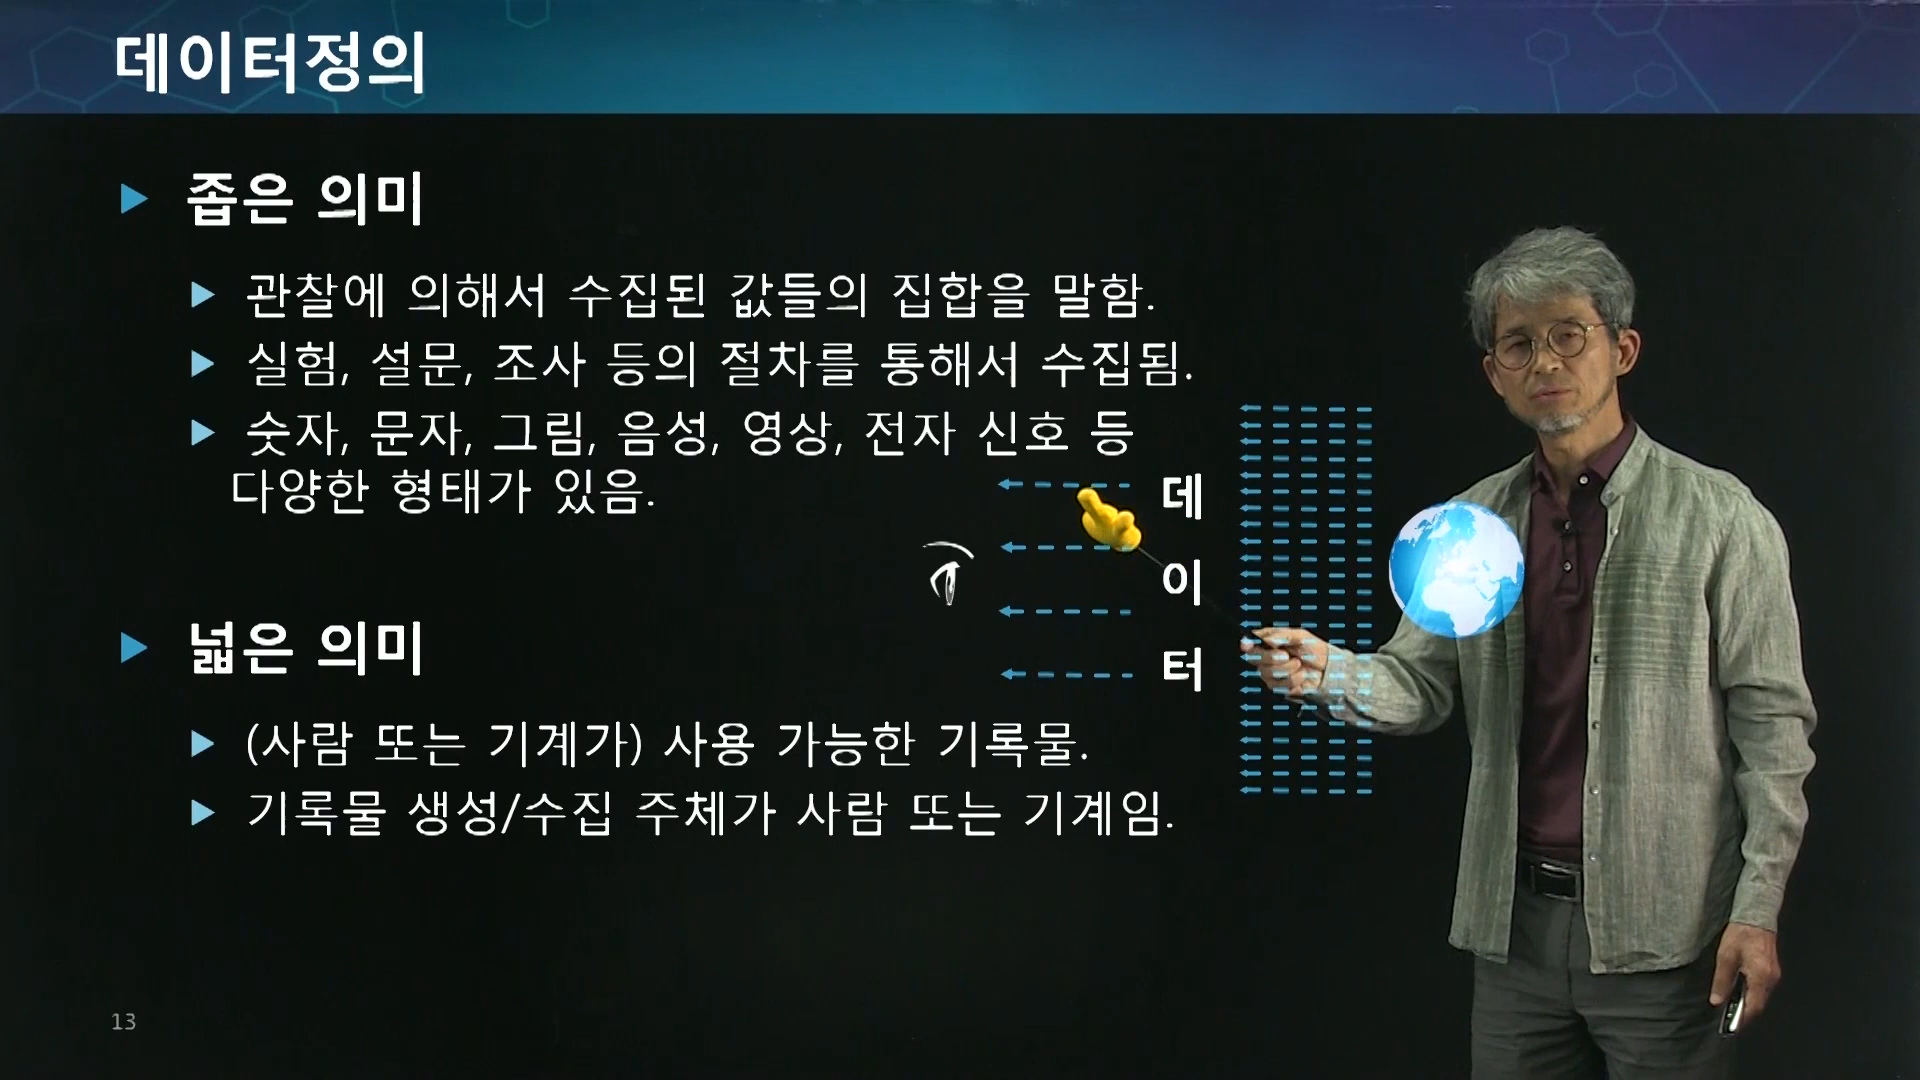 데이터정의
좁은 의미
관찰에 의해서 수집된 값들의 집합을 말함.
실험, 설문, 조사 등의 절차를 통해서 수집됨.
숫자, 문자, 그림, 음성, 영상, 전자 신호 등
다양한 형태가 있음.
데
이
터
넓은 의미
(사람 또는 기계가) 사용 가능한 기록물.
기록물 생성/수집 주체가 사람 또는 기계임.
13